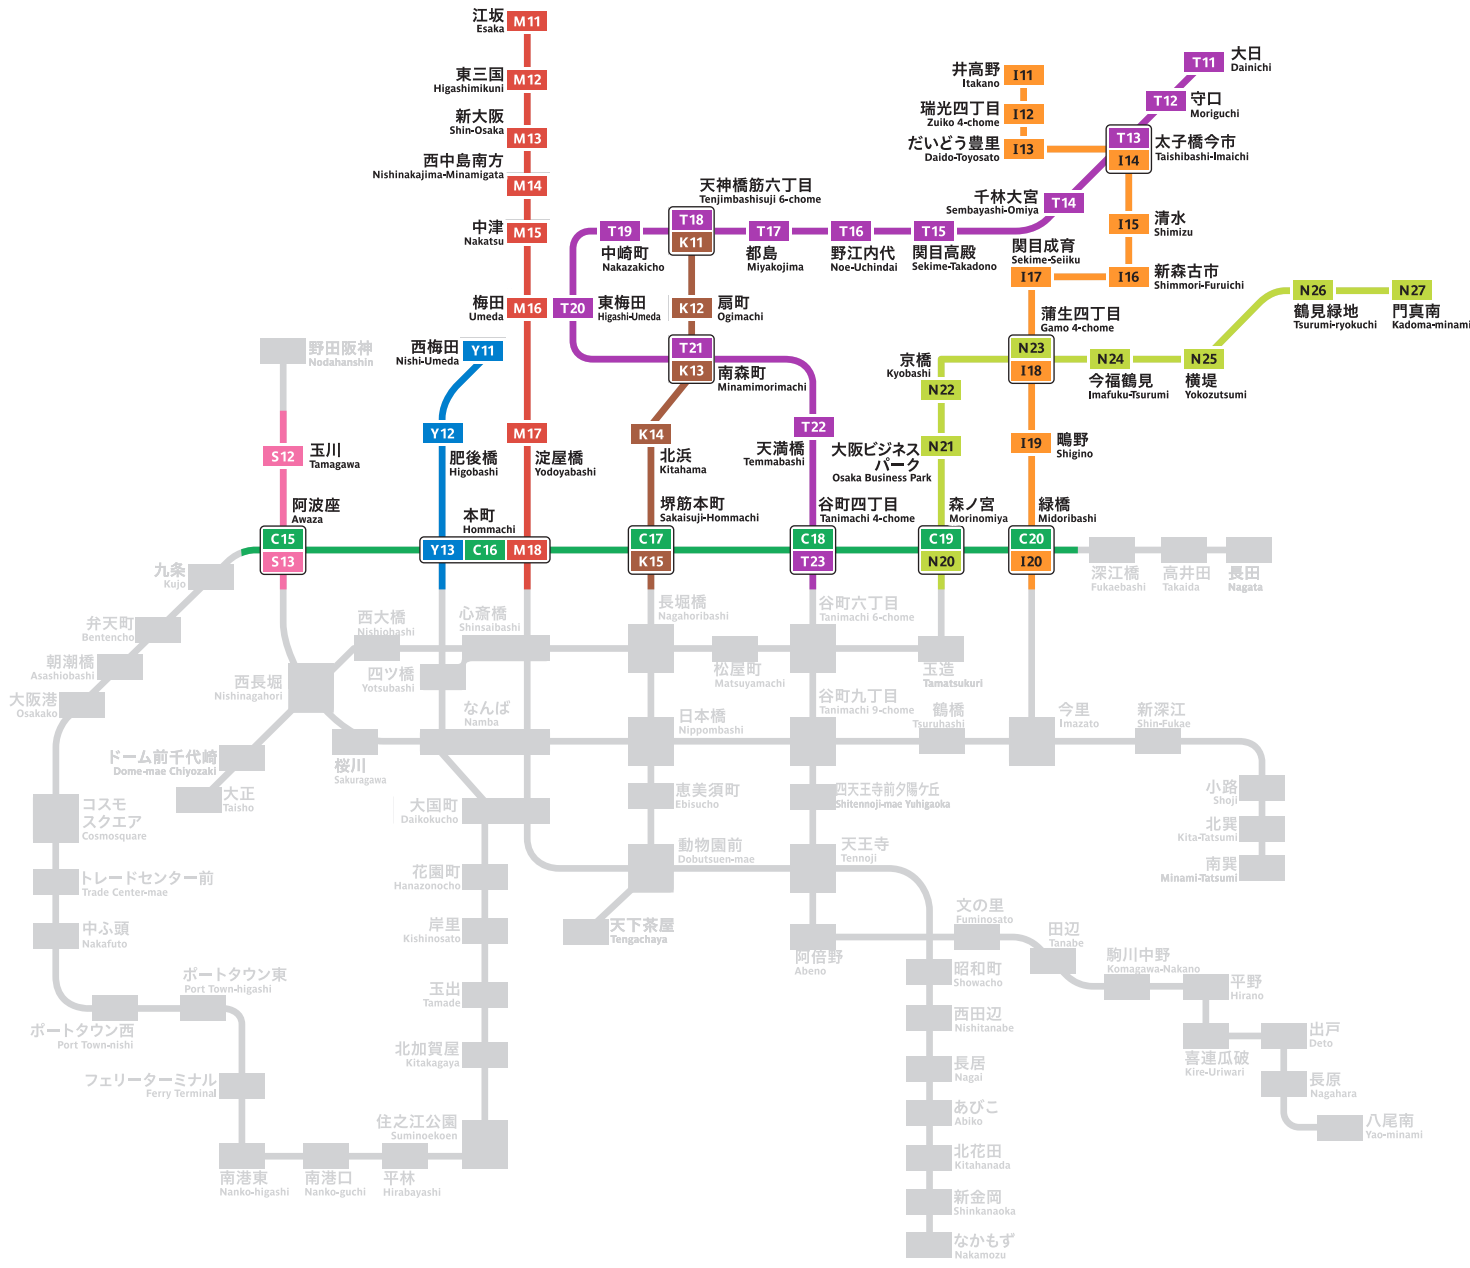 江坂
Esaka
M11
東三国
Higashimikuni
M12
新大阪
Shin-Osaka
M13
西中島南方
Nishinakajima-Minamigata
M14
中津
Nakatsu
M15
梅田
Umeda
M16
淀屋橋
Yodoyabashi
M17
西梅田
Nishi-Umeda
Y11
肥後橋
Higobashi
Y12
本町
Hommachi
Y13
C16
M18
野田阪神
Nodahanshin
玉川
Tamagawa
S12
阿波座
Awaza
C15
S13
大日
Dainichi
T11
守口
Moriguchi
T12
太子橋今市
Taishibashi-Imaichi
T13
I14
千林大宮
Sembayashi-Omiya
T14
関目高殿
Sekime-Takadono
T15
野江内代
Noe-Uchindai
T16
都島
Miyakojima
T17
天神橋筋六丁目
Tenjimbashisuji 6-chome
T18
K11
中崎町
Nakazakicho
T19
東梅田
Higashi-Umeda
T20
扇町
Ogimachi
K12
南森町
Minamimorimachi
T21
K13
北浜
Kitahama
K14
堺筋本町
Sakaisuji-Hommachi
C17
K15
天満橋
Temmabashi
T22
谷町四丁目
Tanimachi 4-chome
C18
T23
井高野
Itakano
I11
瑞光四丁目
Zuiko 4-chome
I12
だいどう豊里
Daido-Toyosato
I13
清水
Shimizu
I15
新森古市
Shimmori-Furuichi
I16
関目成育
Sekime-Seiiku
I17
蒲生四丁目
Gamo 4-chome
N23
I18
鴫野
Shigino
I19
緑橋
Midoribashi
C20
I20
門真南
Kadoma-minami
N27
鶴見緑地
Tsurumi-ryokuchi
N26
横堤
Yokozutsumi
N25
今福鶴見
Imafuku-Tsurumi
N24
京橋
Kyobashi
N22
大阪ビジネス
パーク
Osaka Business Park
N21
森ノ宮
Morinomiya
C19
N20
深江橋
Fukaebashi
高井田
Takaida
長田
Nagata
九条
Kujo
弁天町
Bentencho
朝潮橋
Asashiobashi
大阪港
Osakako
コスモ
スクエア
Cosmosquare
トレードセンター前
Trade Center-mae
中ふ頭
Nakafuto
ポートタウン西
Port Town-nishi
ポートタウン東
Port Town-higashi
フェリーターミナル
Ferry Terminal
南港東
Nanko-higashi
南港口
Nanko-guchi
平林
Hirabayashi
住之江公園
Suminoekoen
西大橋
Nishiohashi
心斎橋
Shinsaibashi
四ツ橋
Yotsubashi
西長堀
Nishinagahori
ドーム前千代崎
Dome-mae Chiyozaki
大正
Taisho
桜川
Sakuragawa
なんば
Namba
大国町
Daikokucho
花園町
Hanazonocho
岸里
Kishinosato
玉出
Tamade
北加賀屋
Kitakagaya
長堀橋
Nagahoribashi
松屋町
Matsuyamachi
谷町六丁目
Tanimachi 6-chome
玉造
Tamatsukuri
日本橋
Nippombashi
谷町九丁目
Tanimachi 9-chome
鶴橋
Tsuruhashi
今里
Imazato
新深江
Shin-Fukae
小路
Shoji
北巽
Kita-Tatsumi
南巽
Minami-Tatsumi
恵美須町
Ebisucho
四天王寺前夕陽ケ丘
Shitennoji-mae Yuhigaoka
動物園前
Dobutsuen-mae
天王寺
Tennoji
天下茶屋
Tengachaya
阿倍野
Abeno
文の里
Fuminosato
田辺
Tanabe
駒川中野
Komagawa-Nakano
平野
Hirano
喜連瓜破
Kire-Uriwari
出戸
Deto
長原
Nagahara
八尾南
Yao-minami
昭和町
Showacho
西田辺
Nishitanabe
長居
Nagai
あびこ
Abiko
北花田
Kitahanada
新金岡
Shinkanaoka
なかもず
Nakamozu